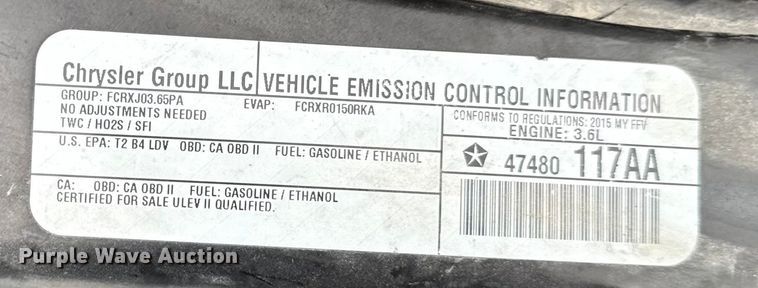 Chrysler Group LLC VEHICLE EMISSION CONTROL INFORMATION
GROUP: FCRXJ03.65PA EVAP: FCRXR0150RKA
NO ADJUSTMENTS NEEDED
TWC / HO2S / SFI
CONFORMS TO REGULATIONS: 2015 MY FFV
ENGINE: 3.6L
U.S. EPA: T2 B4 LDV OBD: CA OBD II FUEL: GASOLINE / ETHANOL
47480 117AA
CA: OBD: CA OBD II FUEL: GASOLINE / ETHANOL
CERTIFIED FOR SALE ULEV II QUALIFIED.
Purple Wave Auction